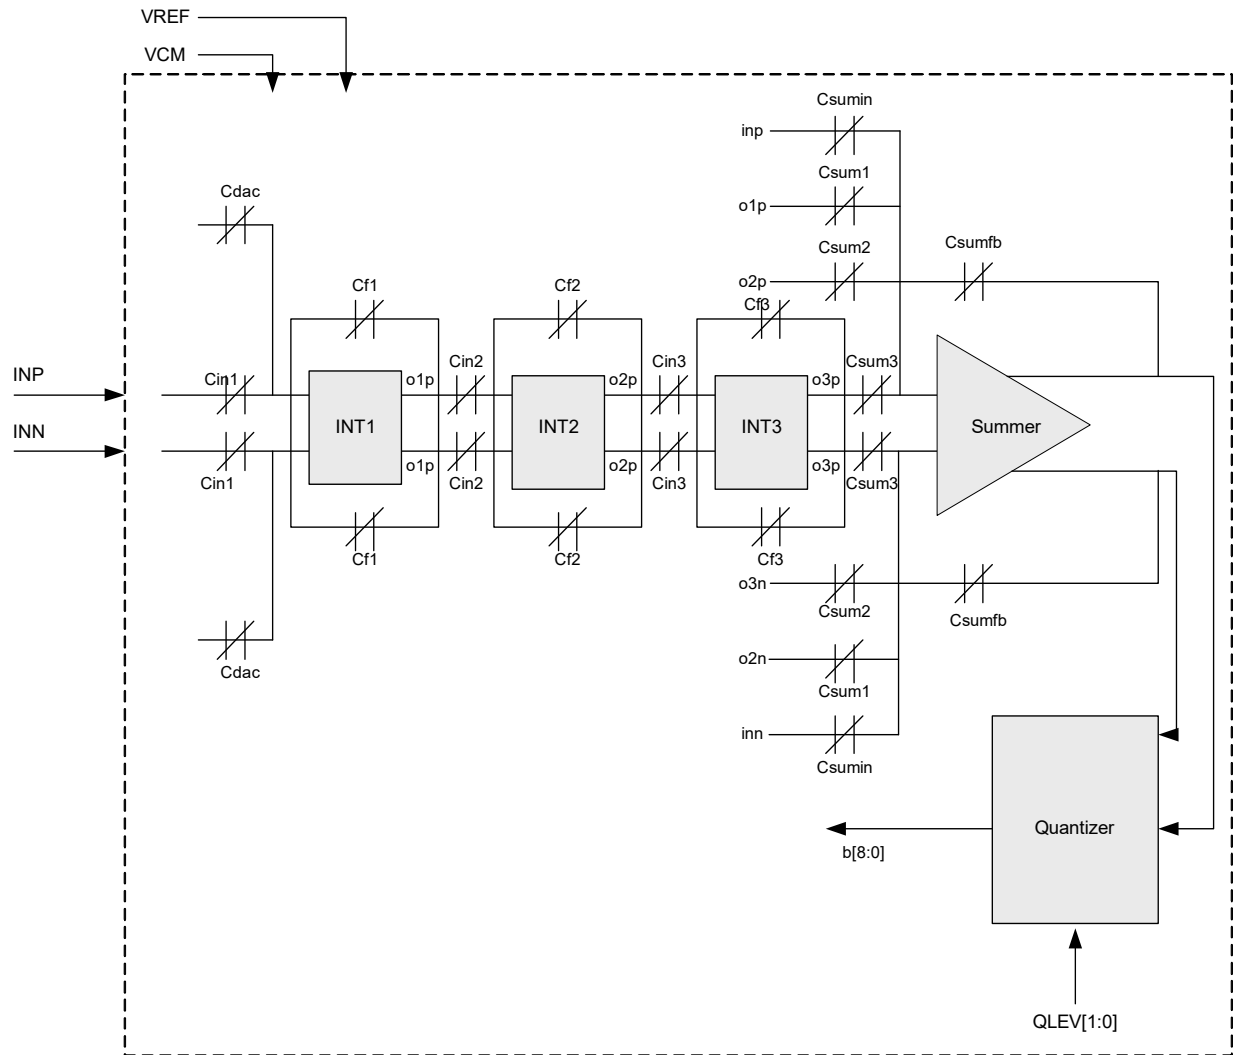 VREF
VCM
Csumin
inp
Csum1
Cdac
o1p
Csum2
Csumfb
o2p
Cf1
Cf2
Cf3
INP
Cin1
o1p
Cin2
o2p
Cin3
o3p
Csum3
INT1
INT2
INT3
Summer
INN
Cin1
o1p
Cin2
o2p
Cin3
o3p
Csum3
Cf1
Cf2
Cf3
o3n
Csum2
Csumfb
Cdac
o2n
Csum1
inn
Csumin
Quantizer
b[8:0]
QLEV[1:0]